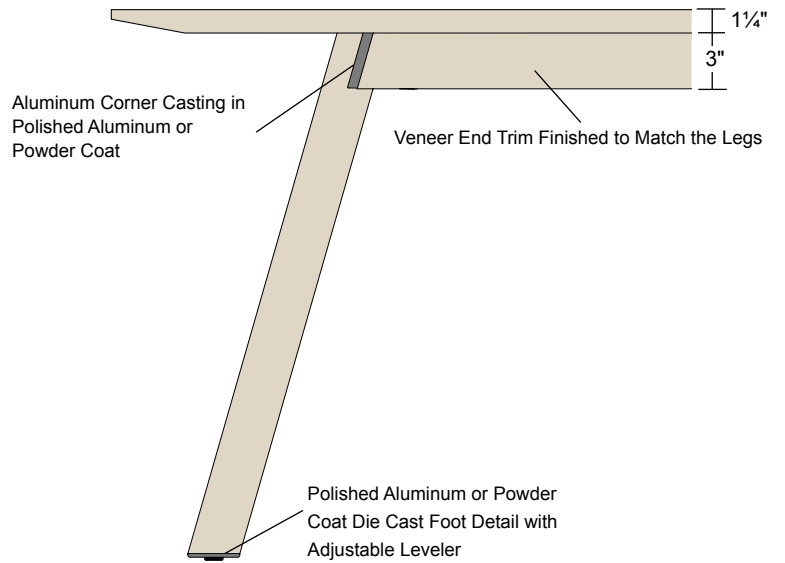 1¼"
3"
Aluminum Corner Casting in
Polished Aluminum or
Powder Coat
Veneer End Trim Finished to Match the Legs
Polished Aluminum or Powder
Coat Die Cast Foot Detail with
Adjustable Leveler